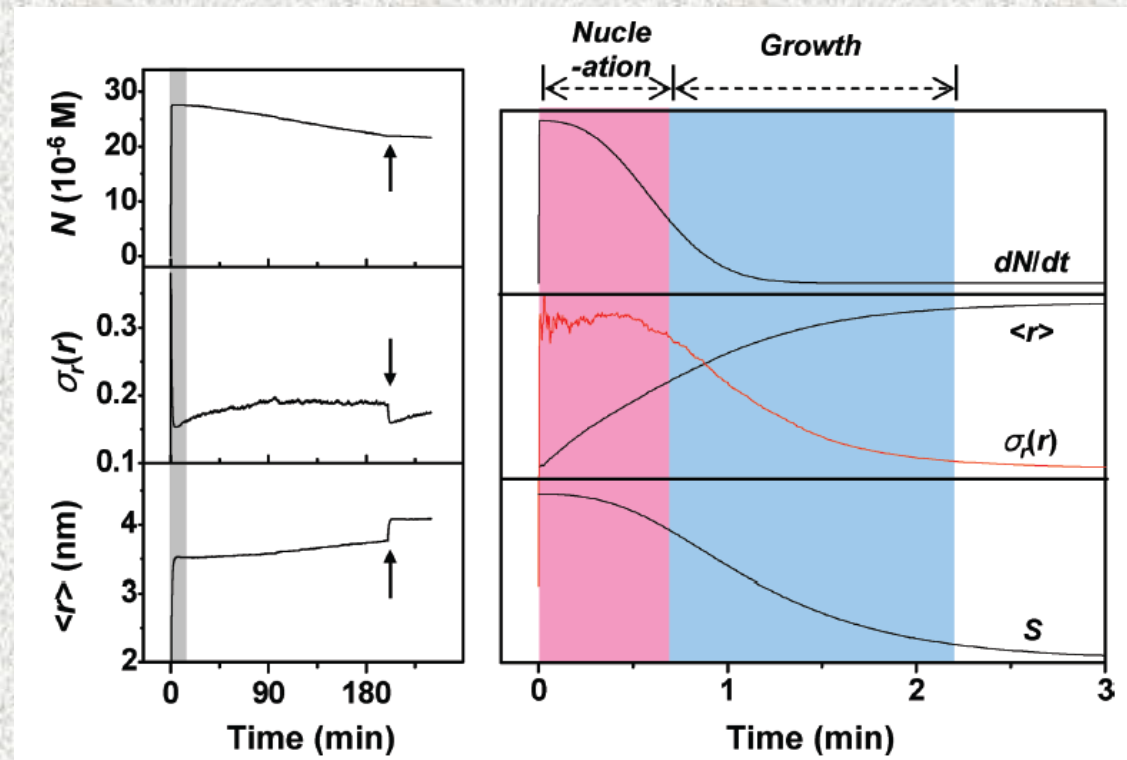 Nucle
-ation
Growth
N (10⁻⁶ M)
30
20
10
0
σᵣ(r)
0.3
0.2
0.1
<r> (nm)
4
3
2
0 90 180
Time (min)
dN/dt
<r>
σᵣ(r)
S
0 1 2 3
Time (min)